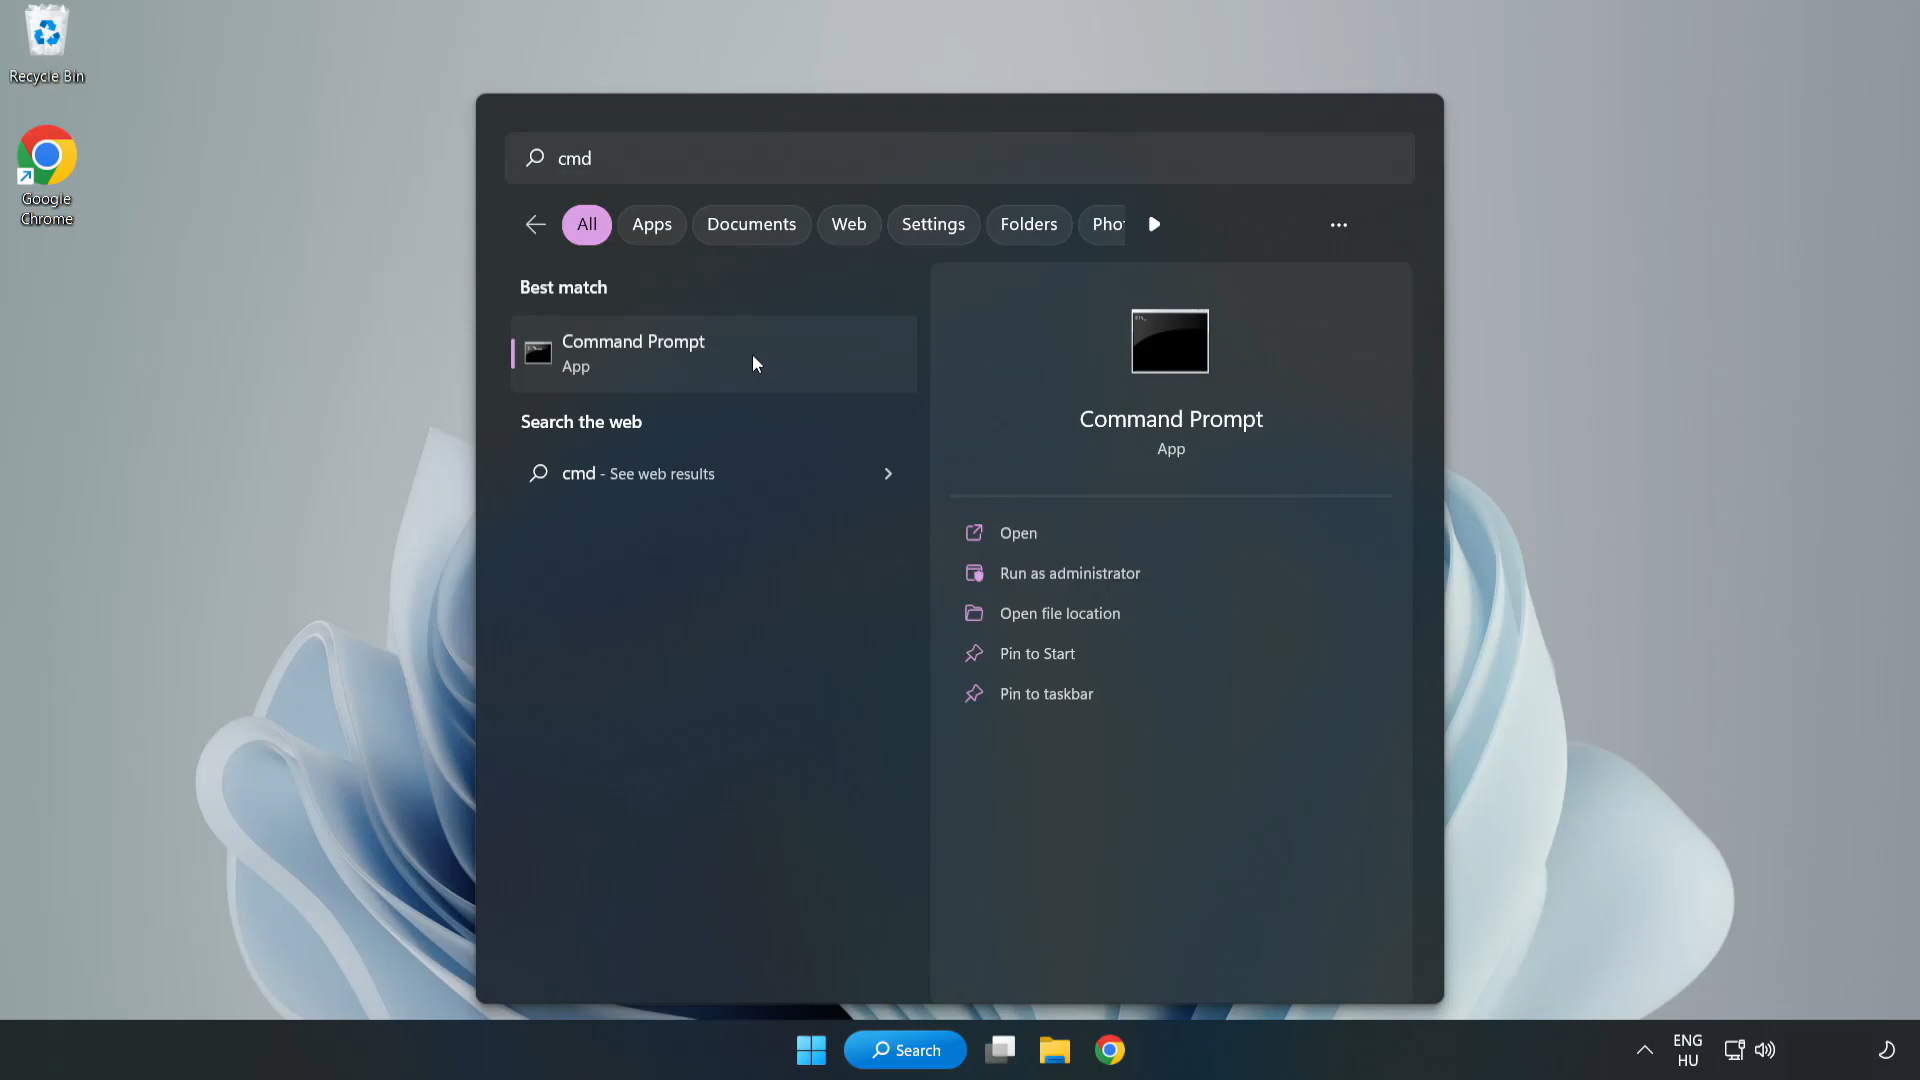 Recycle Bin
Google
Chrome
cmd
All Apps Documents Web Settings Folders
Best match
Command Prompt
App
Search the web
cmd - See web results
Command Prompt
App
Open
Run as administrator
Open file location
Pin to Start
Pin to taskbar
Search
ENG
HU